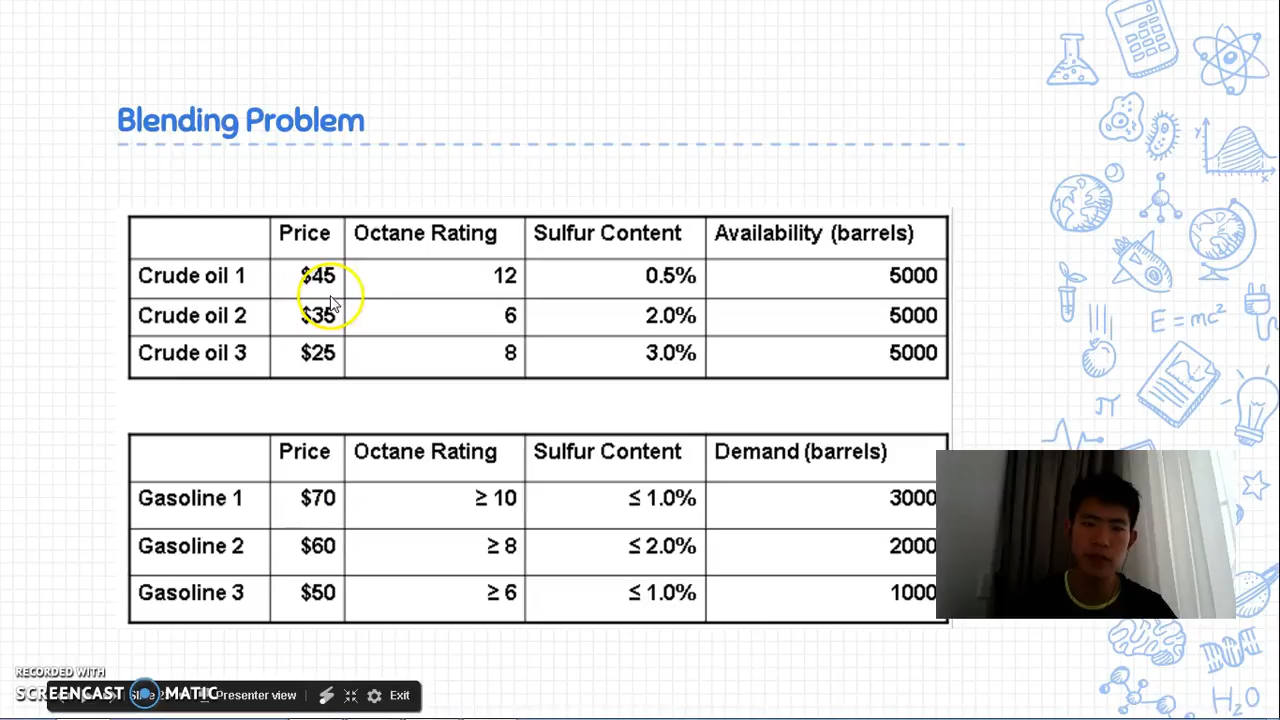 Blending Problem
Price Octane Rating Sulfur Content Availability (barrels)
Crude oil 1 $45 12 0.5% 5000
Crude oil 2 $35 6 2.0% 5000
Crude oil 3 $25 8 3.0% 5000
Price Octane Rating Sulfur Content Demand (barrels)
Gasoline 1 $70 ≥ 10 ≤ 1.0% 3000
Gasoline 2 $60 ≥ 8 ≤ 2.0% 2000
Gasoline 3 $50 ≥ 6 ≤ 1.0% 1000
y
x
E = mc²
π
H₂O
RECORDED WITH
SCREENCAST MATIC
Presenter view Exit